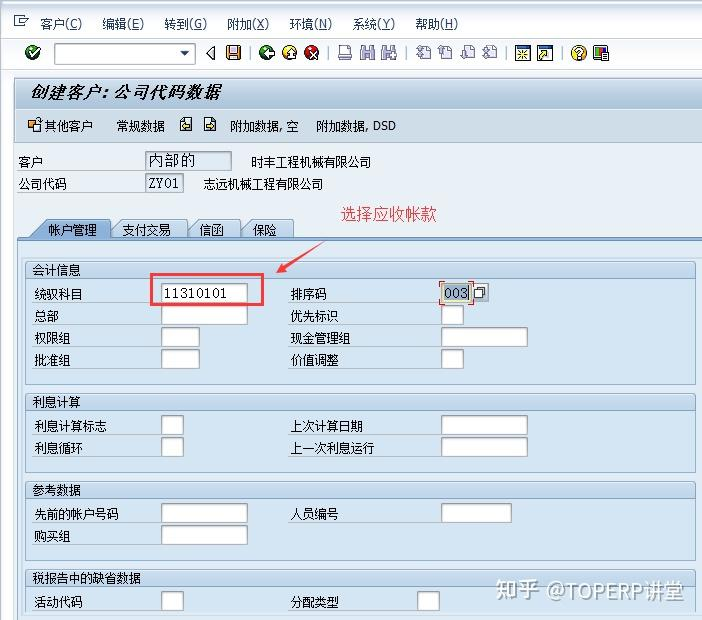 客户(C) 编辑(E) 转到(G) 附加(X) 环境(N) 系统(Y) 帮助(H)
创建客户: 公司代码数据
其他客户 常规数据 附加数据, 空 附加数据, DSD
客户 内部的 时丰工程机械有限公司
公司代码 ZY01 志远机械工程有限公司
选择应收帐款
帐户管理 支付交易 信函 保险
会计信息
统驭科目 11310101 排序码 003
总部 优先标识
权限组 现金管理组
批准组 价值调整
利息计算
利息计算标志 上次计算日期
利息循环 上一次利息运行
参考数据
先前的帐户号码 人员编号
购买组
税报告中的缺省数据
活动代码 分配类型
知乎 @TOPERP讲堂